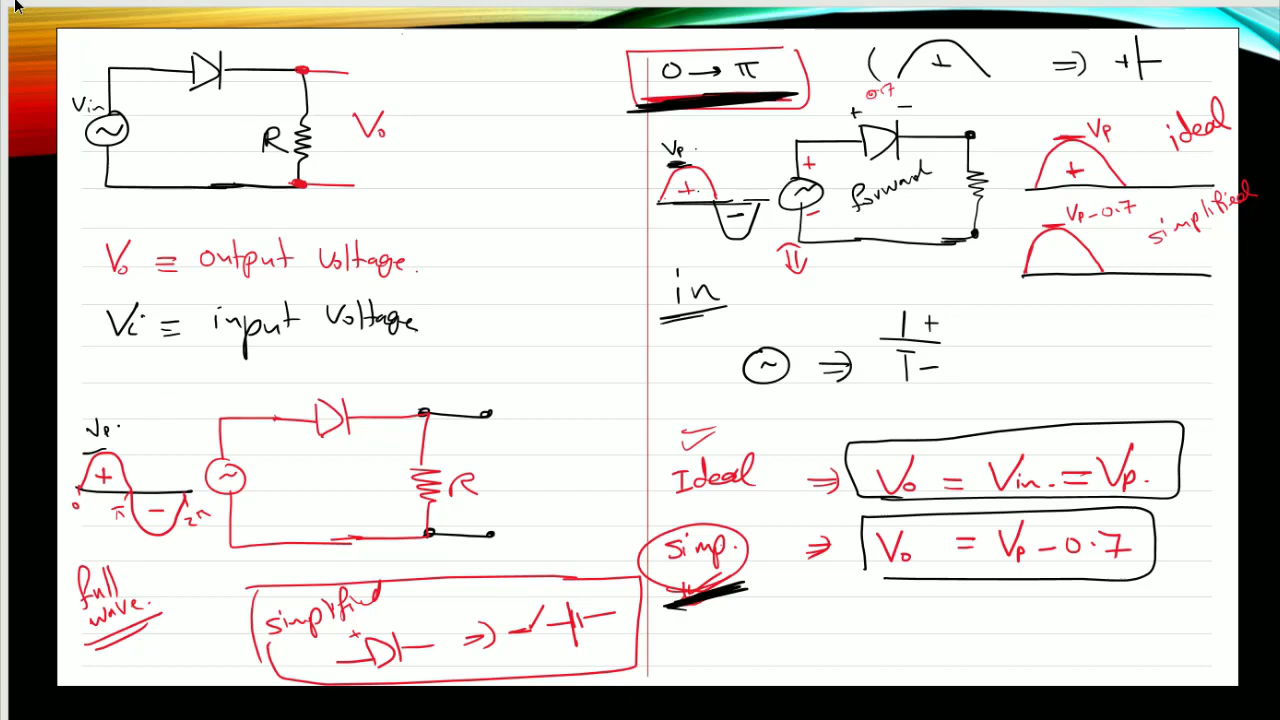 Vin
R
Vo
Vo ≡ output voltage.
Vi ≡ input voltage
Vp.
+
−
0
π
2π
~
R
full
wave.
simplified
+
⇒
0 → π
( + ⇒ +
0.7
+ −
Vp.
+
−
+
−
~
forward
Vp
+
ideal
Vp − 0.7
simplified
in
~ ⇒
+
−
Ideal ⇒ Vo = Vin. = Vp.
simp. ⇒ Vo = Vp − 0.7